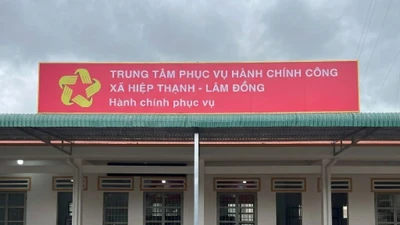 TRUNG TÂM PHỤC VỤ HÀNH CHÍNH CÔNG
XÃ HIỆP THẠNH - LÂM ĐỒNG
Hành chính phục vụ